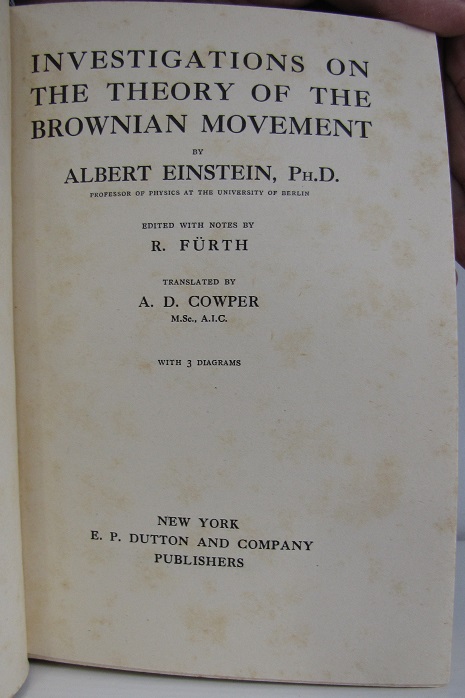 INVESTIGATIONS ON
THE THEORY OF THE
BROWNIAN MOVEMENT
BY
ALBERT EINSTEIN, PH.D.
PROFESSOR OF PHYSICS AT THE UNIVERSITY OF BERLIN
EDITED WITH NOTES BY
R. FÜRTH
TRANSLATED BY
A. D. COWPER
M.Sc., A.I.C.
WITH 3 DIAGRAMS
NEW YORK
E. P. DUTTON AND COMPANY
PUBLISHERS